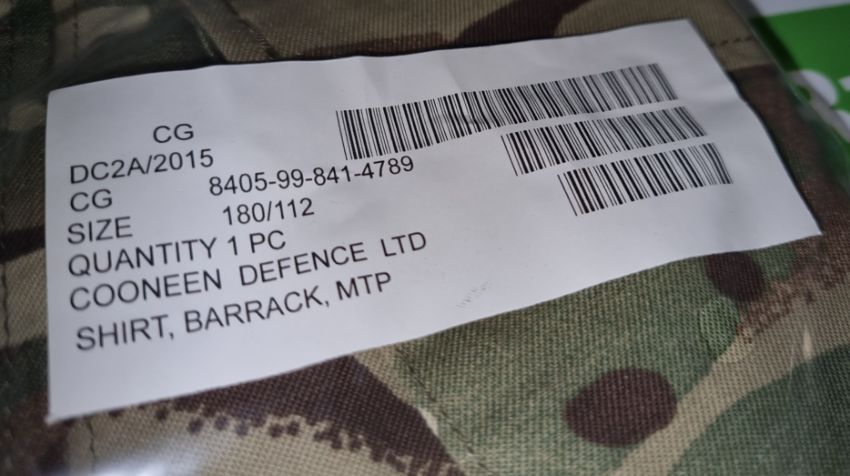 CG
DC2A/2015
CG 8405-99-841-4789
SIZE 180/112
QUANTITY 1 PC
COONEEN DEFENCE LTD
SHIRT, BARRACK, MTP